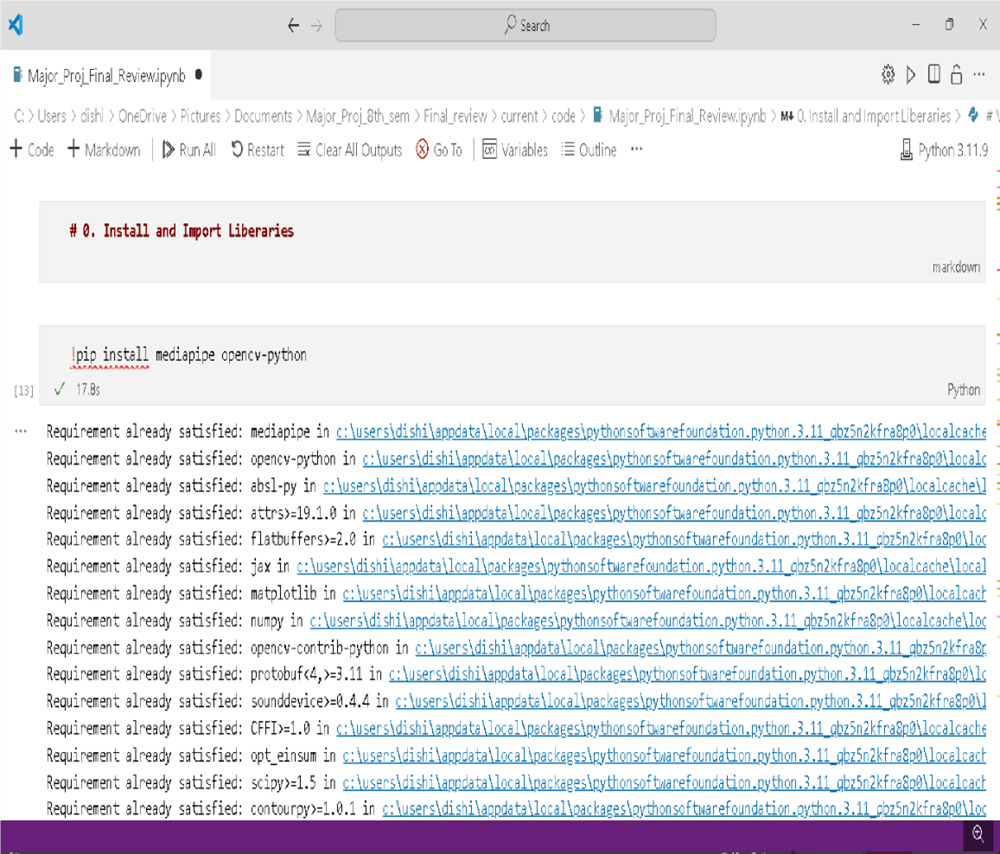 Search
Major_Proj_Final_Review.ipynb
C: > Users > dishi > OneDrive > Pictures > Documents > Major_Proj_8th_sem > Final_review > current > code > Major_Proj_Final_Review.ipynb > M↓ 0. Install and Import Liberaries > # \
+ Code + Markdown Run All Restart Clear All Outputs Go To Variables Outline ··· Python 3.11.9
# 0. Install and Import Liberaries
markdown
!pip install mediapipe opencv-python
[13] ✓ 17.8s Python
··· Requirement already satisfied: mediapipe in c:\users\dishi\appdata\local\packages\pythonsoftwarefoundation.python.3.11_qbz5n2kfra8p0\localcache
Requirement already satisfied: opencv-python in c:\users\dishi\appdata\local\packages\pythonsoftwarefoundation.python.3.11_qbz5n2kfra8p0\localc
Requirement already satisfied: absl-py in c:\users\dishi\appdata\local\packages\pythonsoftwarefoundation.python.3.11_qbz5n2kfra8p0\localcache\l
Requirement already satisfied: attrs>=19.1.0 in c:\users\dishi\appdata\local\packages\pythonsoftwarefoundation.python.3.11_qbz5n2kfra8p0\localc
Requirement already satisfied: flatbuffers>=2.0 in c:\users\dishi\appdata\local\packages\pythonsoftwarefoundation.python.3.11_qbz5n2kfra8p0\loc
Requirement already satisfied: jax in c:\users\dishi\appdata\local\packages\pythonsoftwarefoundation.python.3.11_qbz5n2kfra8p0\localcache\local
Requirement already satisfied: matplotlib in c:\users\dishi\appdata\local\packages\pythonsoftwarefoundation.python.3.11_qbz5n2kfra8p0\localcach
Requirement already satisfied: numpy in c:\users\dishi\appdata\local\packages\pythonsoftwarefoundation.python.3.11_qbz5n2kfra8p0\localcache\loc
Requirement already satisfied: opencv-contrib-python in c:\users\dishi\appdata\local\packages\pythonsoftwarefoundation.python.3.11_qbz5n2kfra8p
Requirement already satisfied: protobuf<4,>=3.11 in c:\users\dishi\appdata\local\packages\pythonsoftwarefoundation.python.3.11_qbz5n2kfra8p0\lo
Requirement already satisfied: sounddevice>=0.4.4 in c:\users\dishi\appdata\local\packages\pythonsoftwarefoundation.python.3.11_qbz5n2kfra8p0\l
Requirement already satisfied: CFFI>=1.0 in c:\users\dishi\appdata\local\packages\pythonsoftwarefoundation.python.3.11_qbz5n2kfra8p0\localcache
Requirement already satisfied: opt_einsum in c:\users\dishi\appdata\local\packages\pythonsoftwarefoundation.python.3.11_qbz5n2kfra8p0\localcach
Requirement already satisfied: scipy>=1.5 in c:\users\dishi\appdata\local\packages\pythonsoftwarefoundation.python.3.11_qbz5n2kfra8p0\localcach
Requirement already satisfied: contourpy>=1.0.1 in c:\users\dishi\appdata\local\packages\pythonsoftwarefoundation.python.3.11_qbz5n2kfra8p0\loc